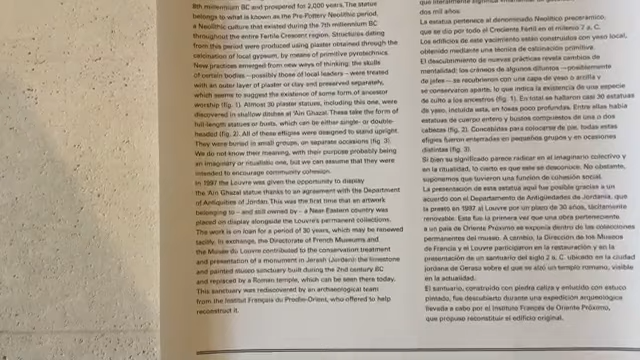 8th millennium BC and prospered for 2,000 years. The statue
belongs to what is known as the Pre-Pottery Neolithic period,
a Neolithic culture that existed during the 7th millennium BC
throughout the entire Fertile Crescent region. Structures dating
from this period were produced using plaster obtained through the
calcination of local gypsum, by means of primitive pyrotechnics.
New practices emerged from new ways of thinking: the skulls
of certain bodies – possibly those of local leaders – were treated
with an outer layer of plaster or clay and preserved separately,
which seems to suggest the existence of some form of ancestor
worship (fig. 1). Almost 30 plaster statues, including this one, were
discovered in shallow ditches at 'Ain Ghazal. These take the form of
full-length statues or busts, which can be either single- or double-
headed (fig. 2). All of these effigies were designed to stand upright.
They were buried in small groups, on separate occasions (fig. 3).
We do not know their meaning, with their purpose probably being
an imaginary or ritualistic one, but we can assume that they were
intended to encourage community cohesion.
In 1997 the Louvre was given the opportunity to display
the 'Ain Ghazal statue thanks to an agreement with the Department
of Antiquities of Jordan. This was the first time that an artwork
belonging to – and still owned by – a Near Eastern country was
placed on display alongside the Louvre's permanent collections.
The work is on loan for a period of 30 years, which may be renewed
tacitly. In exchange, the Directorate of French Museums and
the Musée du Louvre contributed to the conservation treatment
and presentation of a monument in Jerash (Jordan): the limestone
and painted stucco sanctuary built during the 2nd century BC
and replaced by a Roman temple, which can be seen there today.
This sanctuary was rediscovered by an archaeological team
from the Institut Français du Proche-Orient, who offered to help
reconstruct it.
dos mil años.
La estatua pertenece al denominado Neolítico precerámico,
que se dio por todo el Creciente Fértil en el milenio 7 a. C.
Los edificios de este yacimiento están construidos con yeso local,
obtenido mediante una técnica de calcinación primitiva.
El descubrimiento de nuevas prácticas revela cambios de
mentalidad: los cráneos de algunos difuntos —posiblemente
de jefes— se recubrieron con una capa de yeso o arcilla y
se conservaron aparte, lo que indica la existencia de una especie
de culto a los ancestros (fig. 1). En total se hallaron casi 30 estatuas
de yeso, incluida esta, en fosas poco profundas. Entre ellas había
estatuas de cuerpo entero y bustos compuestos de una o dos
cabezas (fig. 2). Concebidas para colocarse de pie, todas estas
efigies fueron enterradas en pequeños grupos y en ocasiones
distintas (fig. 3).
Si bien su significado parece radicar en el imaginario colectivo y
en la ritualidad, lo cierto es que este se desconoce. No obstante,
suponemos que tuvieron una función de cohesión social.
La presentación de esta estatua aquí fue posible gracias a un
acuerdo con el Departamento de Antigüedades de Jordania, que
la prestó en 1997 al Louvre por un plazo de 30 años, tácitamente
renovable. Esta fue la primera vez que una obra perteneciente
a un país de Oriente Próximo se exponía dentro de las colecciones
permanentes del museo. A cambio, la Dirección de los Museos
de Francia y el Louvre participaron en la restauración y en la
presentación de un santuario del siglo 2 a. C. ubicado en la ciudad
jordana de Gerasa sobre el que se alzó un templo romano, visible
en la actualidad.
El santuario, construido con piedra caliza y enlucido con estuco
pintado, fue descubierto durante una expedición arqueológica
llevada a cabo por el Instituto Francés de Oriente Próximo,
que propuso reconstituir el edificio original.